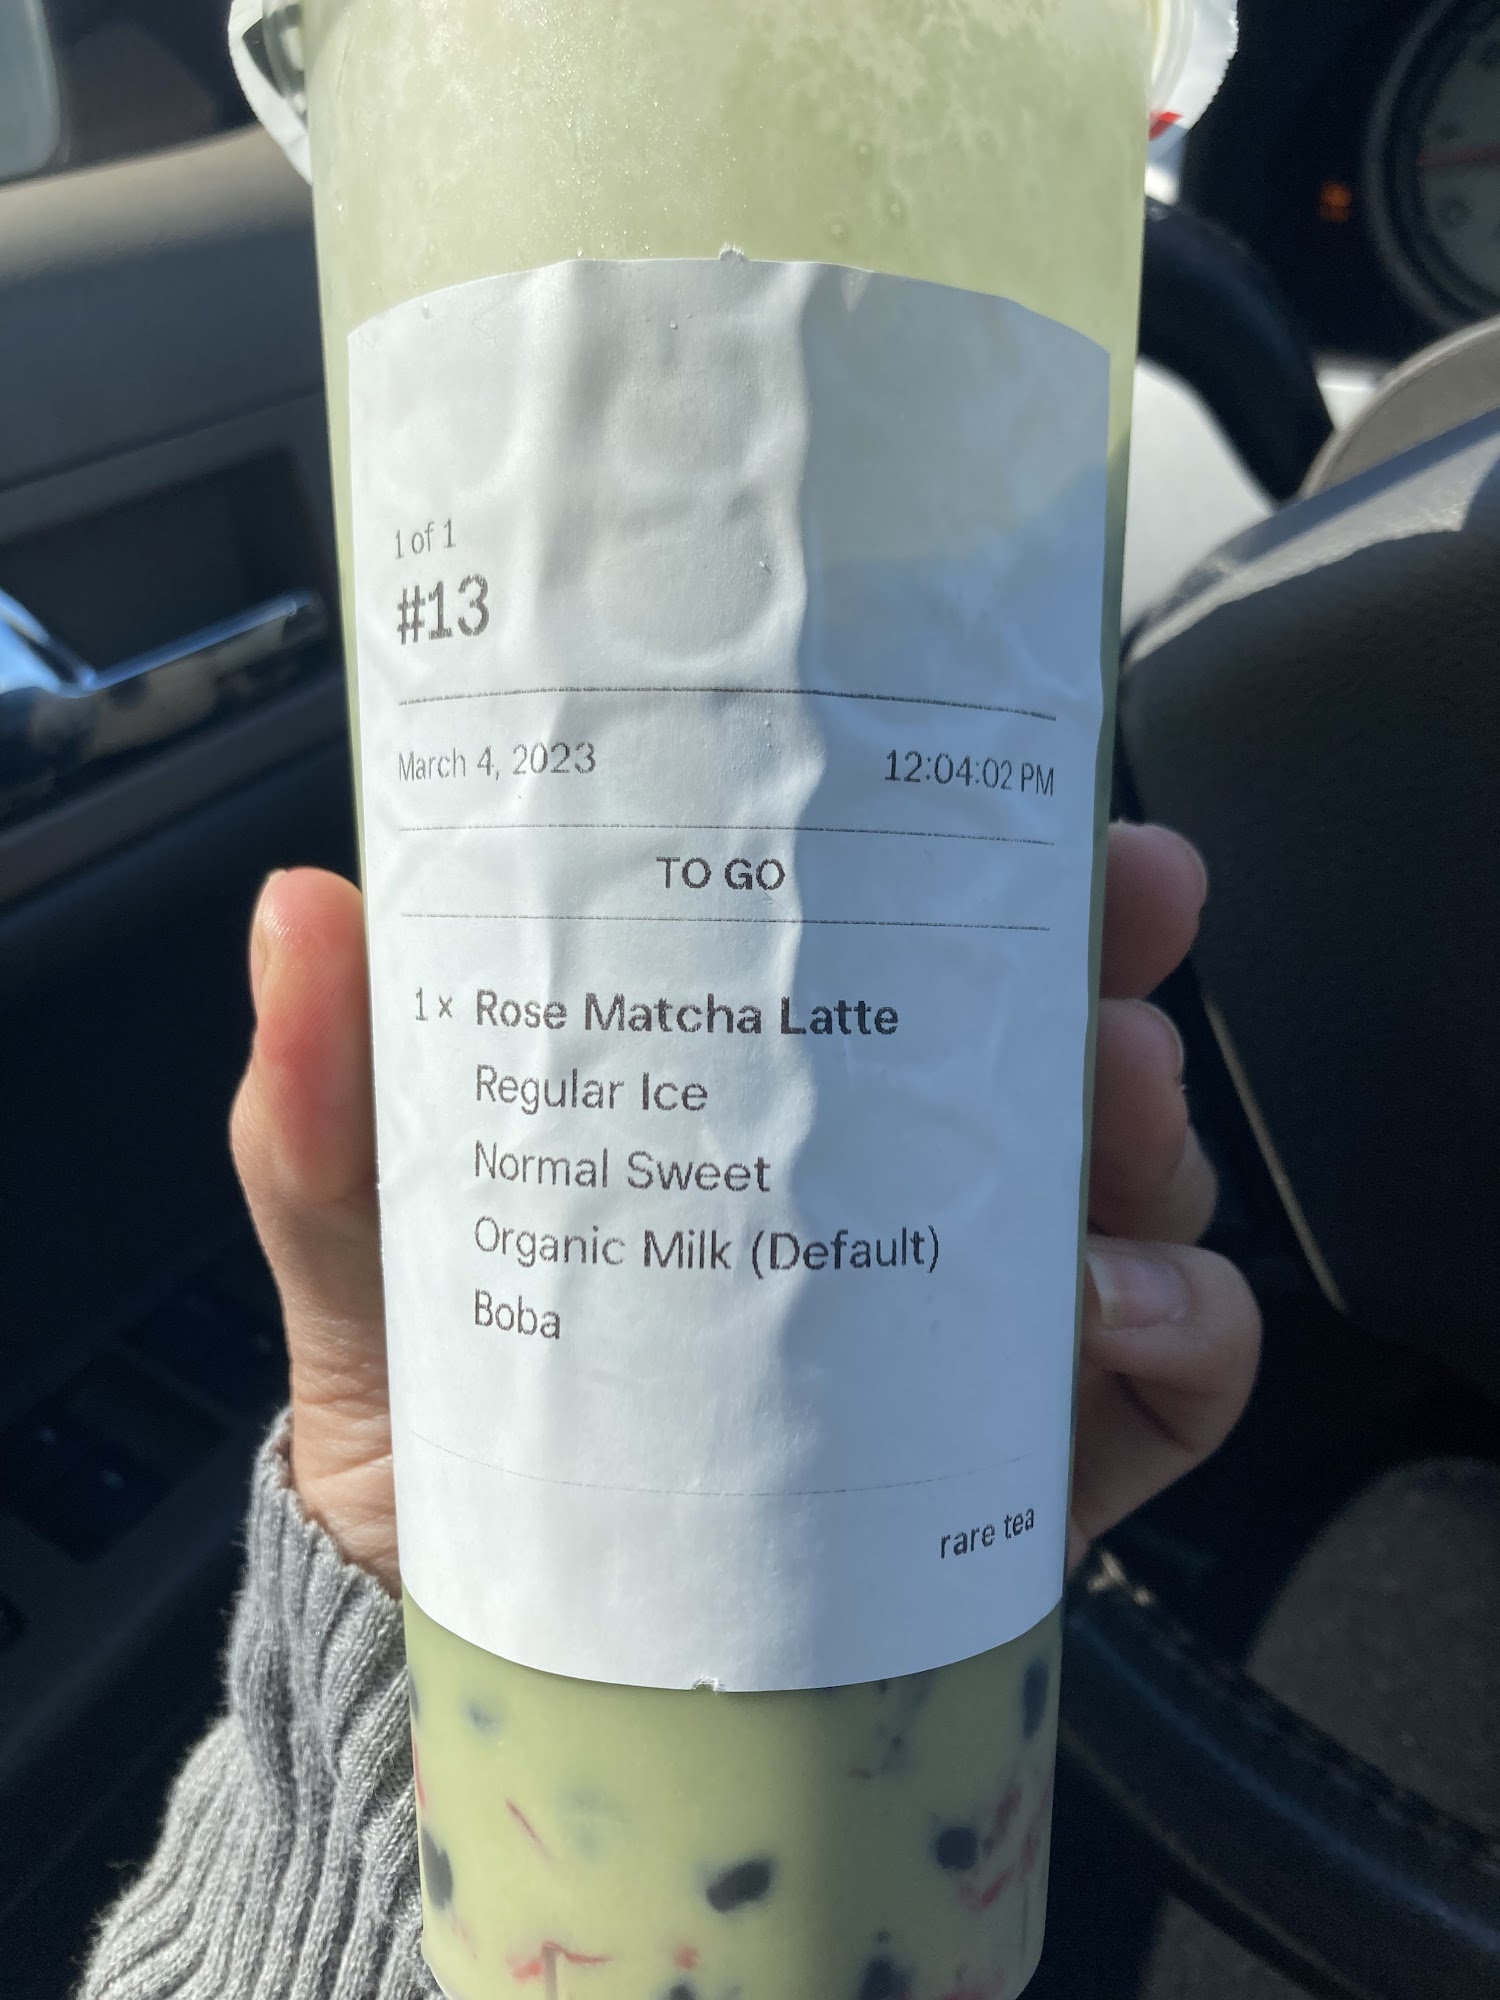 1 of 1
#13
March 4, 2023 12:04:02 PM
TO GO
1 x Rose Matcha Latte
Regular Ice
Normal Sweet
Organic Milk (Default)
Boba
rare tea